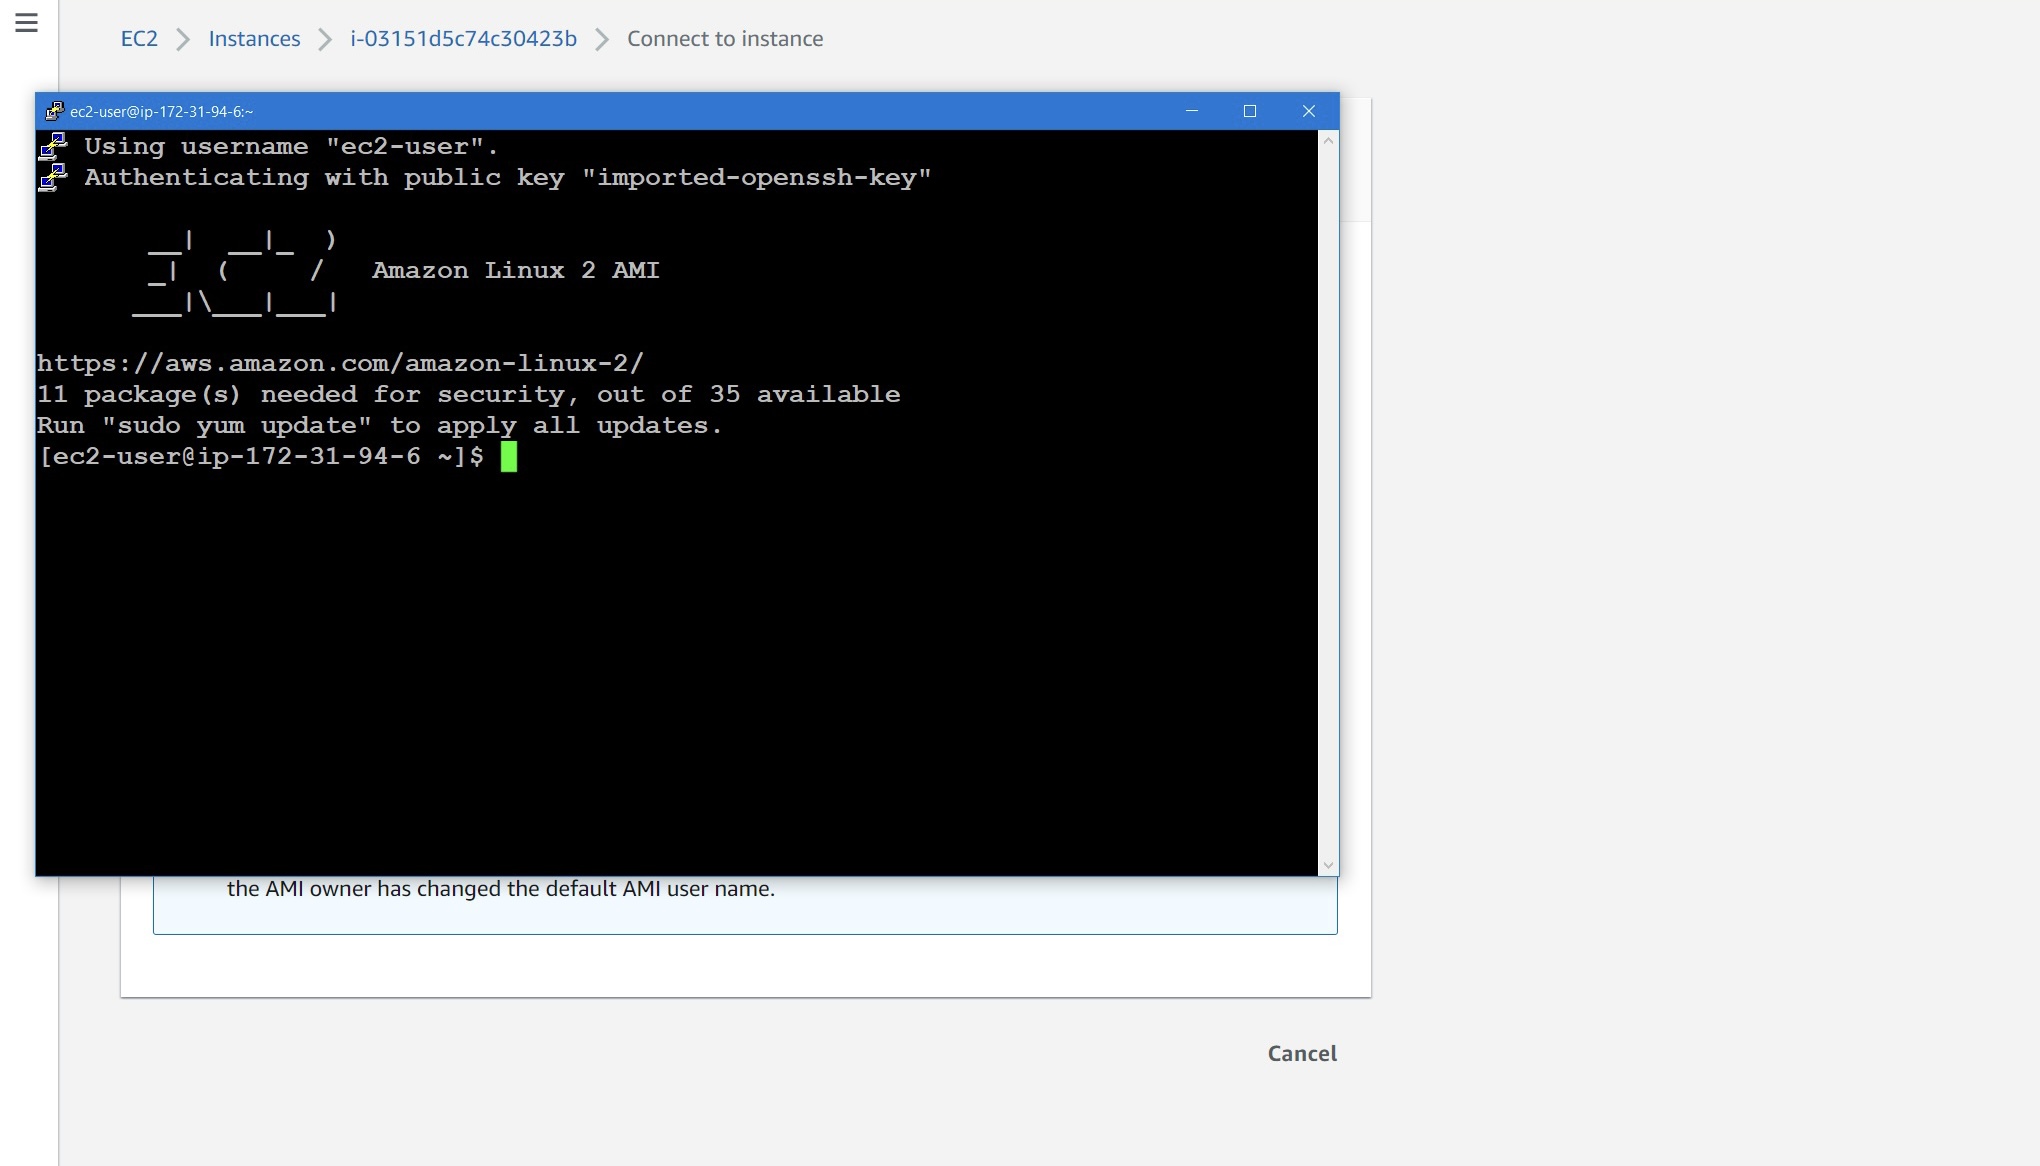 EC2 Instances i-03151d5c74c30423b Connect to instance
ec2-user@ip-172-31-94-6:~
Using username "ec2-user".
Authenticating with public key "imported-openssh-key"
       __|  __|_  )
       _|  (     /   Amazon Linux 2 AMI
      ___|\___|___|
https://aws.amazon.com/amazon-linux-2/
11 package(s) needed for security, out of 35 available
Run "sudo yum update" to apply all updates.
[ec2-user@ip-172-31-94-6 ~]$
the AMI owner has changed the default AMI user name.
Cancel